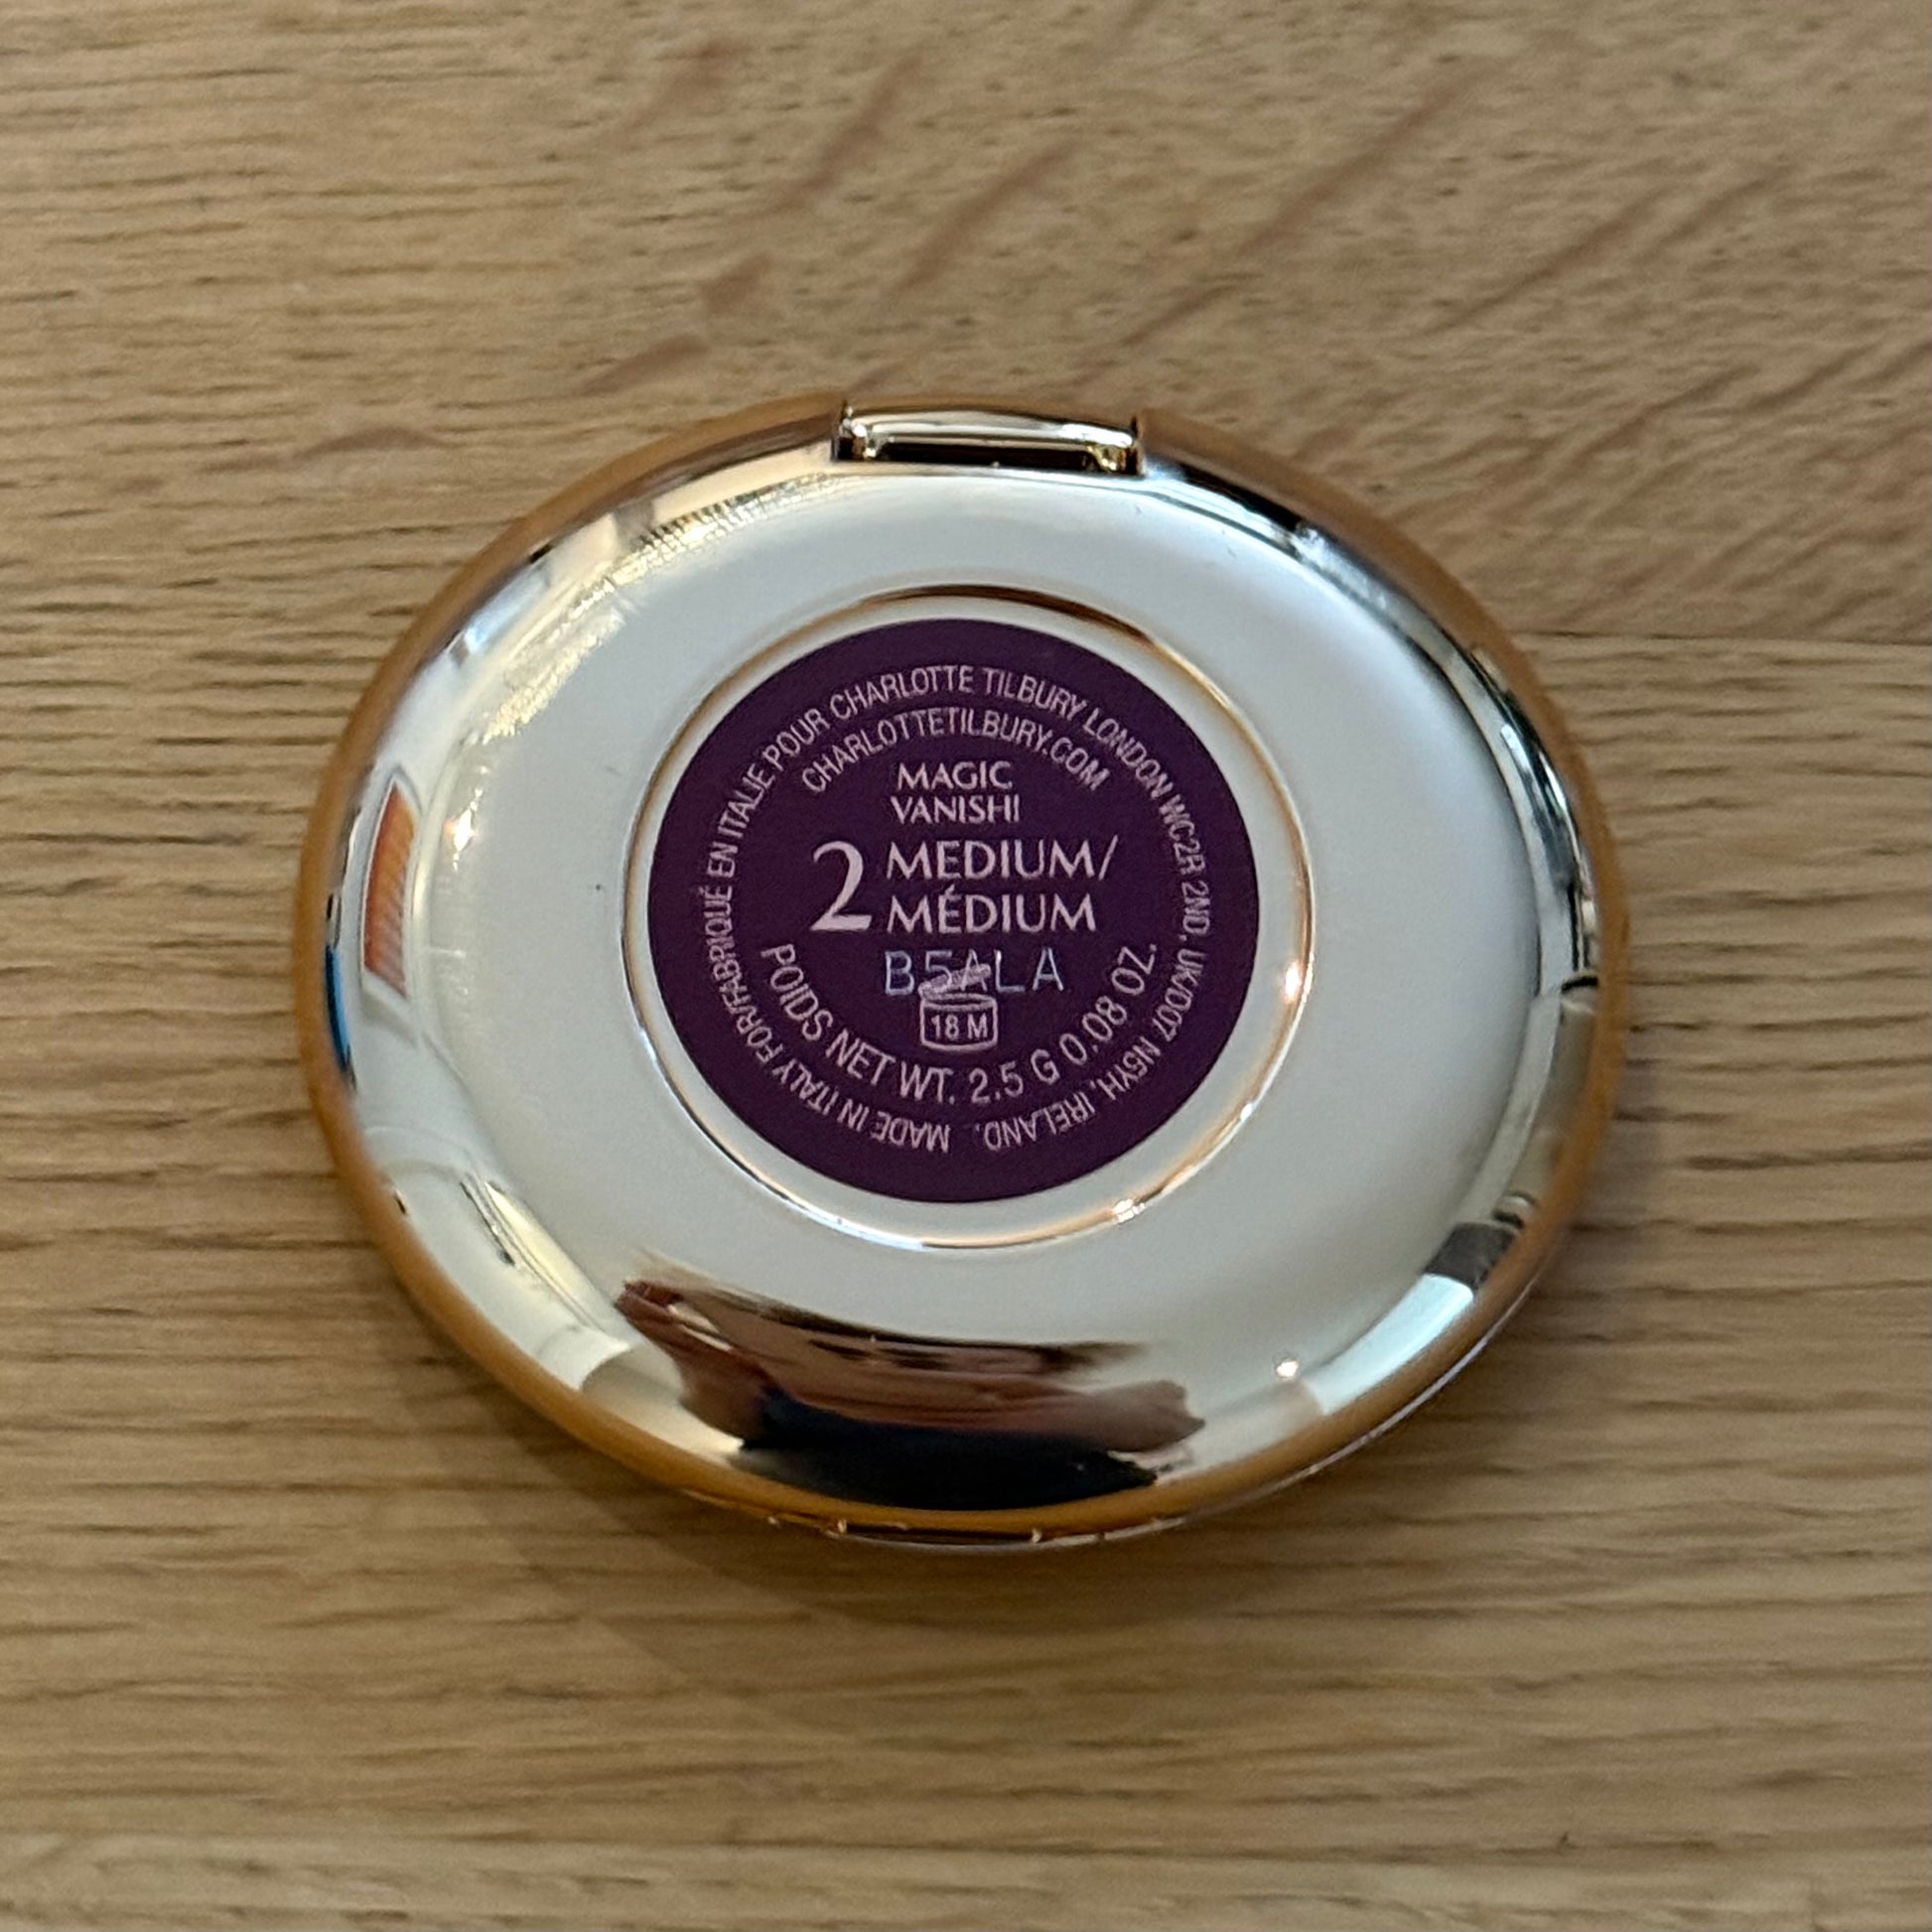 MADE IN ITALY FOR/FABRIQUÉ EN ITALIE POUR CHARLOTTE TILBURY LONDON WC2R 2ND, UK/D07 N5YH, IRELAND.
CHARLOTTETILBURY.COM
MAGIC
VANISH!
2 MEDIUM/
MÉDIUM
B5ALA
18 M
POIDS NET WT. 2.5 G 0.08 OZ.